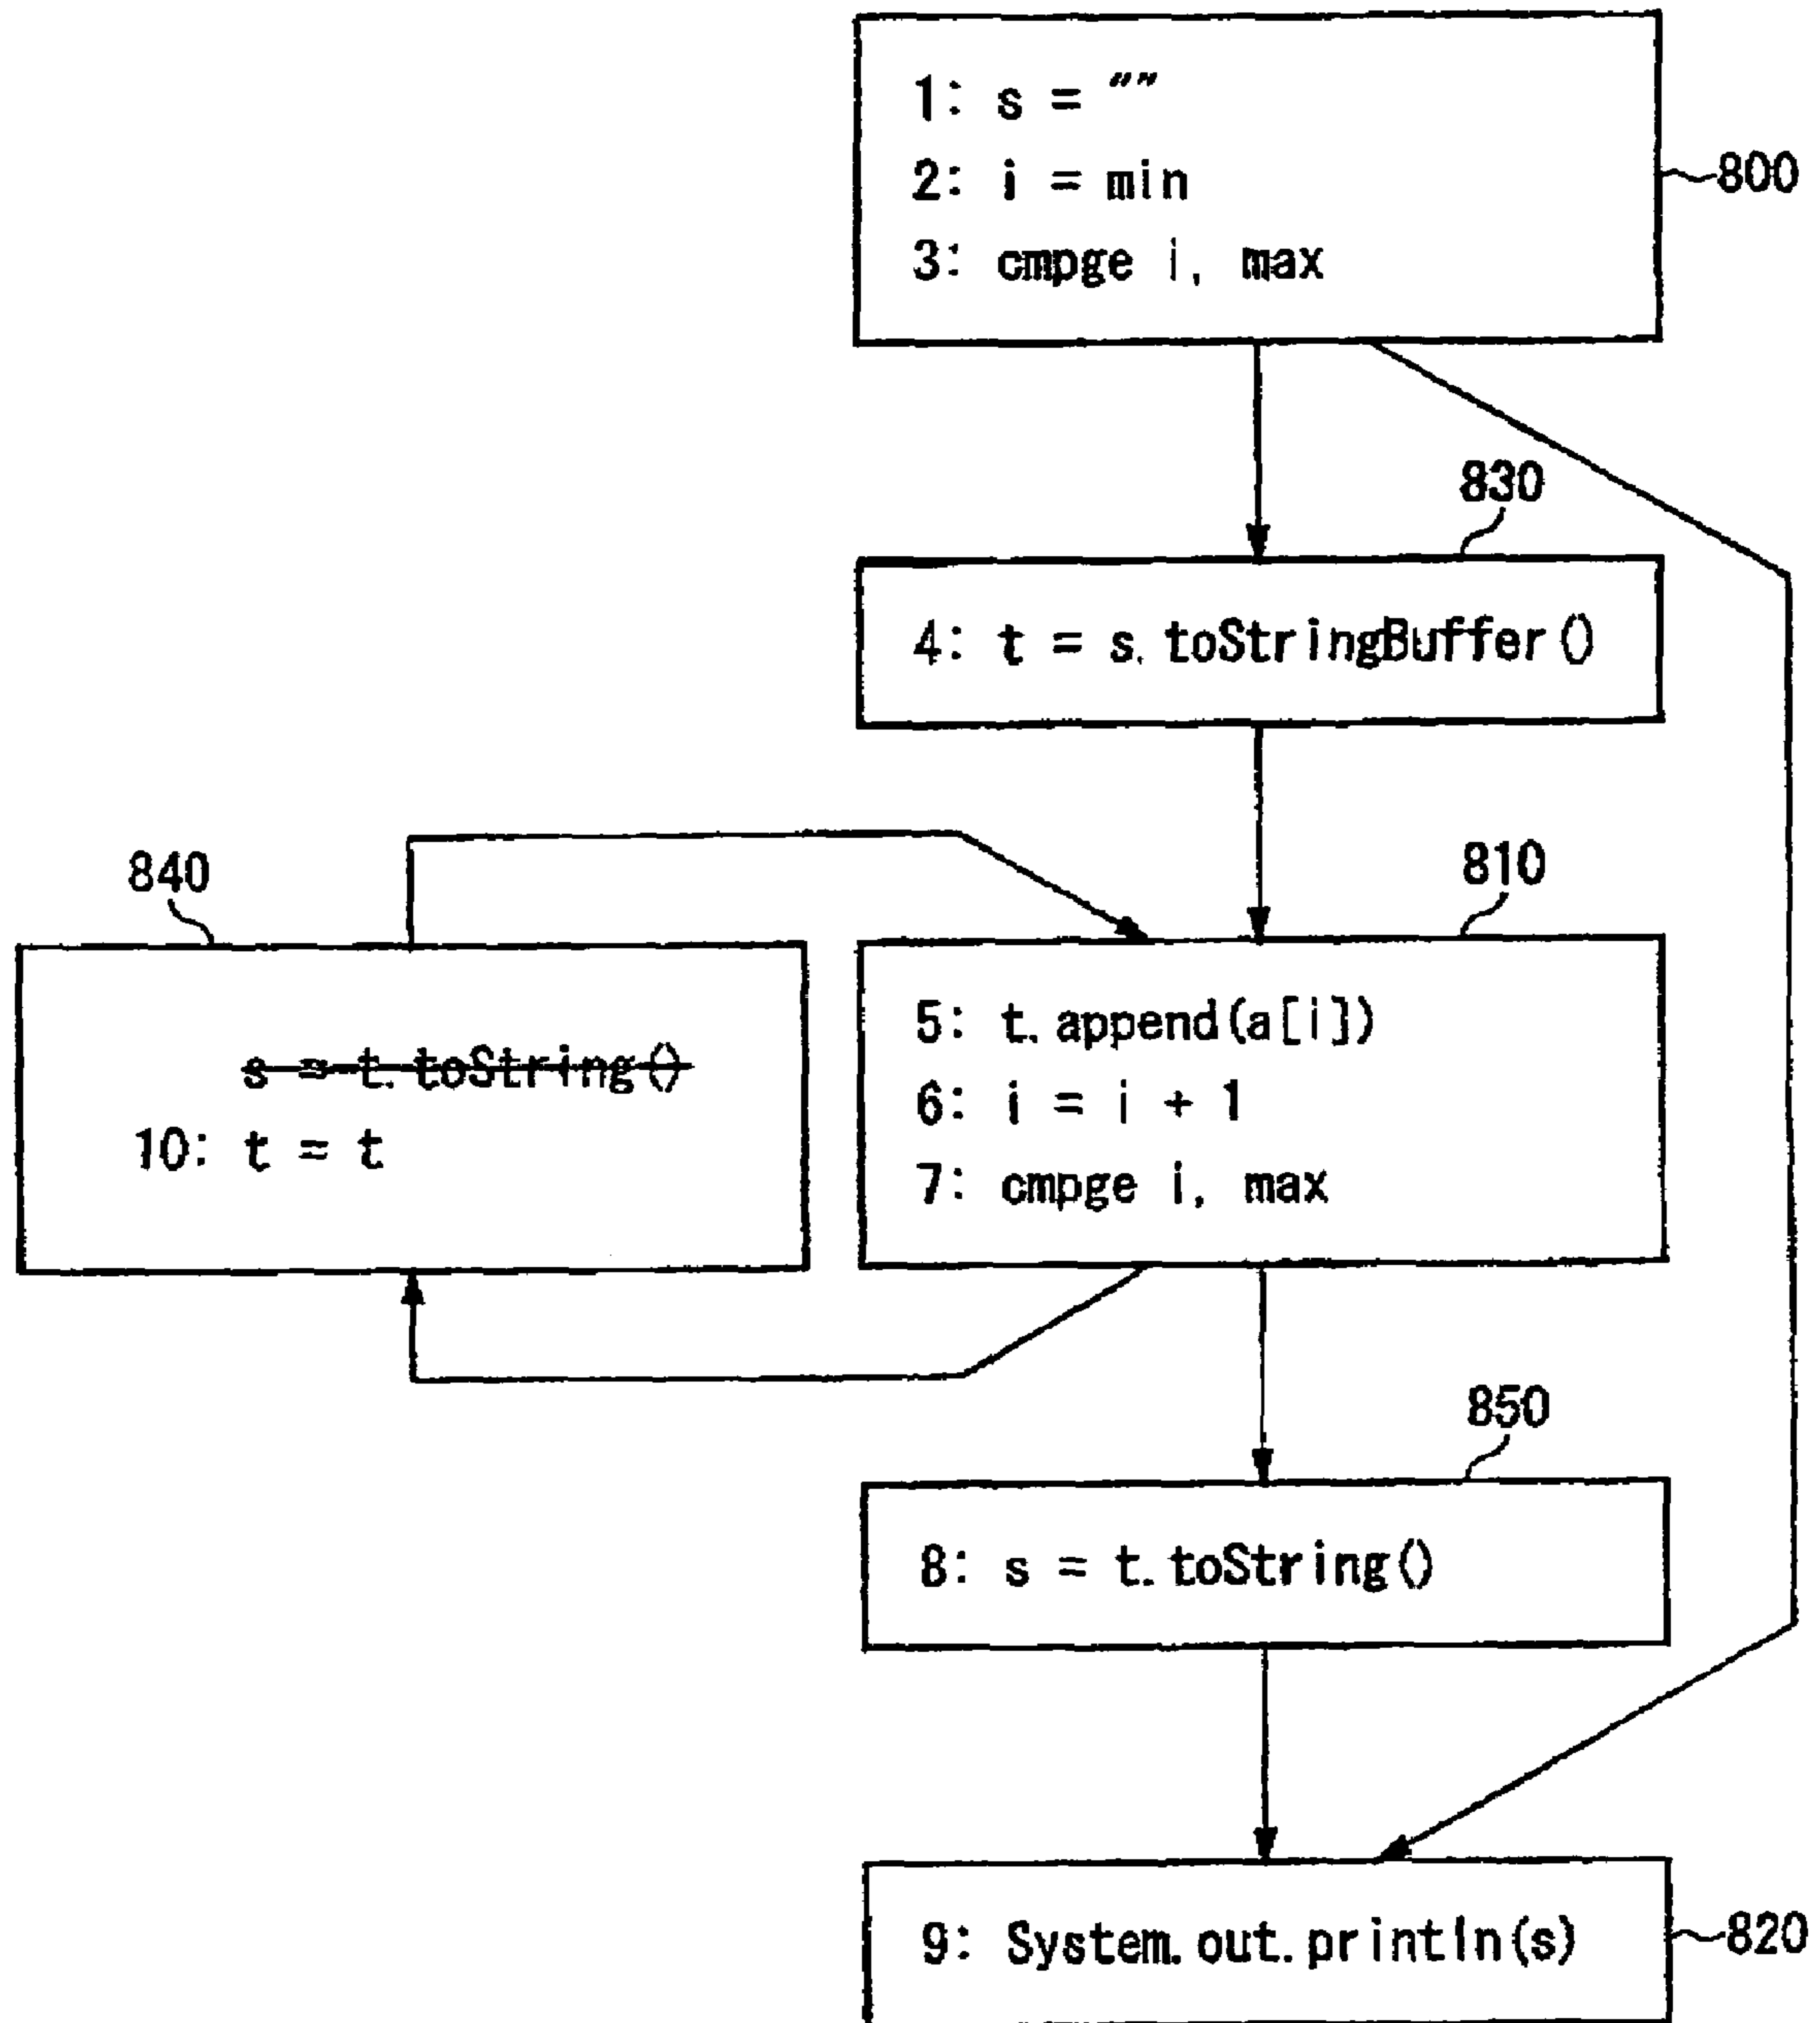 1: s = ""
2: i = min
3: cmpge i, max
800
830
4: t = s.toStringBuffer()
840
810
s = t.toString()
10: t = t
5: t.append(a[i])
6: i = i + 1
7: cmpge i, max
850
8: s = t.toString()
9: System.out.println(s)
820